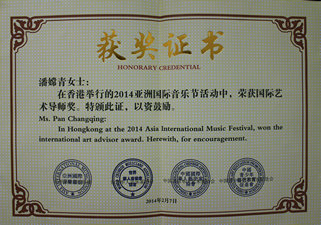 获奖证书
HONORARY CREDENTIAL
潘嫦青女士：
在香港举行的2014亚洲国际音乐节活动中，荣获国际艺
术导师奖。特颁此证，以资鼓励。
Ms. Pan Changqing:
In Hongkong at the 2014 Asia International Music Festival, won the
international art advisor award. Herewith, for encouragement.
2014年2月7日